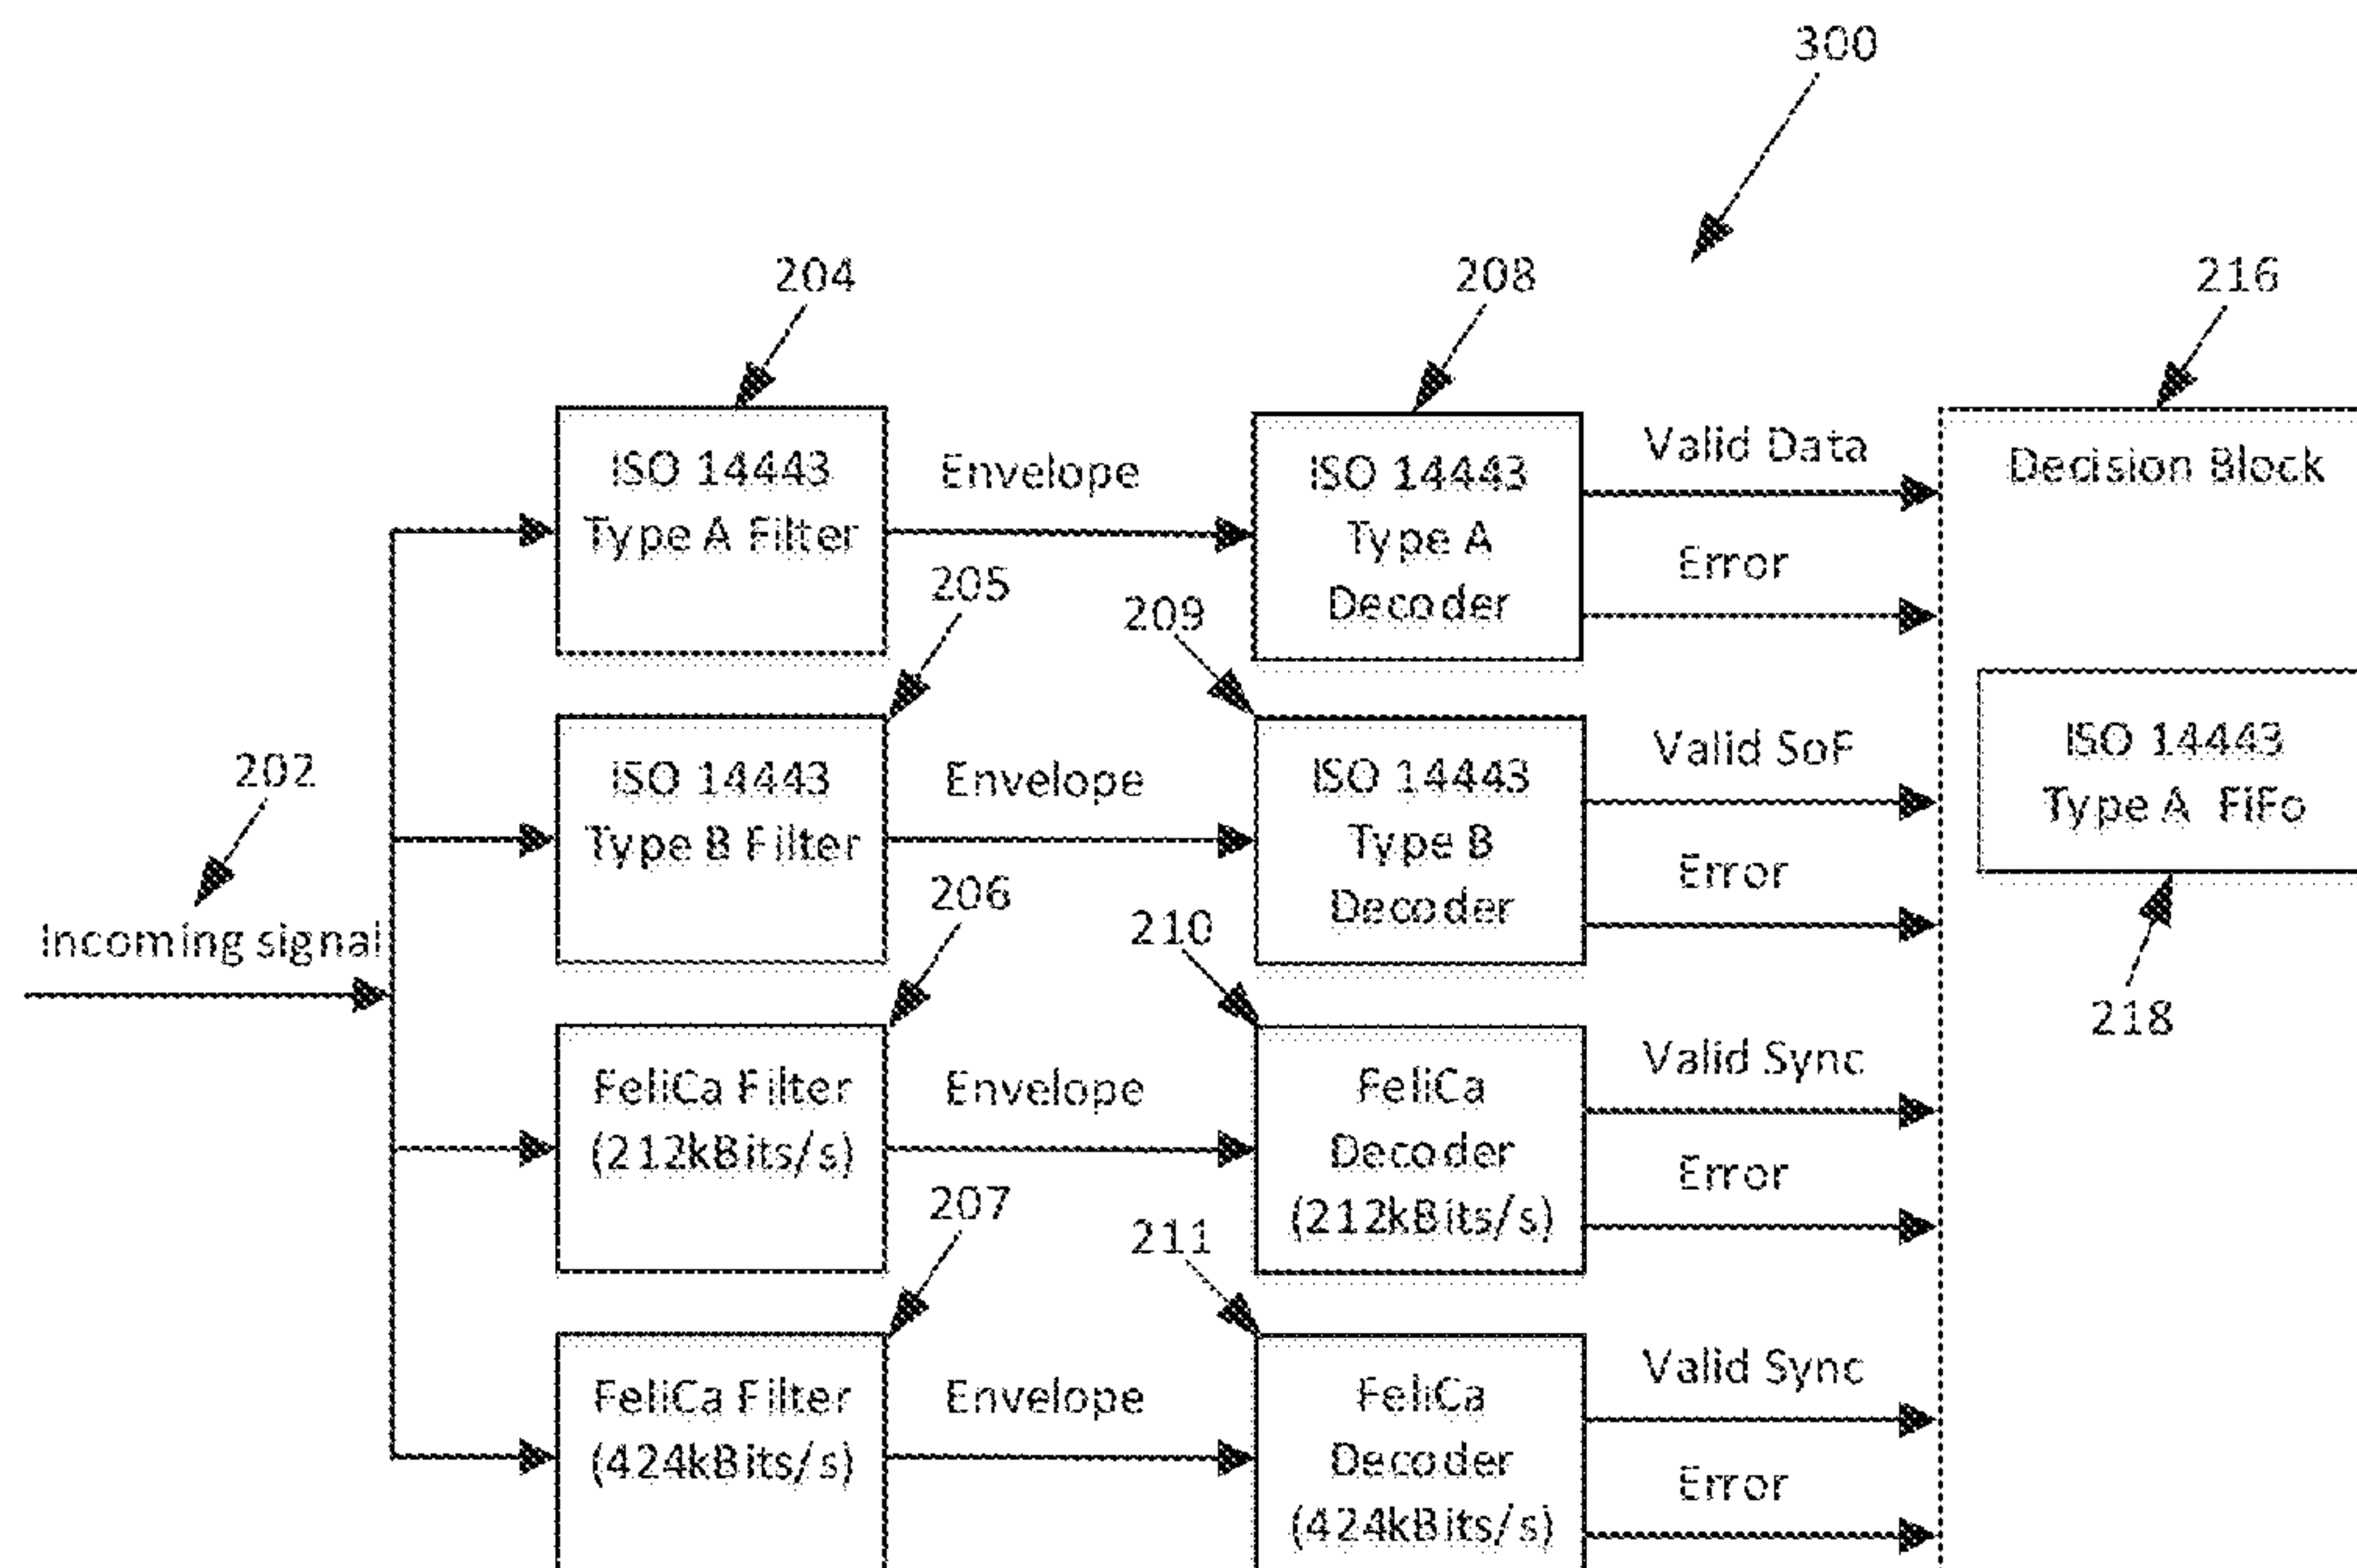 300
204
208
216
ISO 14443
Type A Filter
Envelope
ISO 14443
Type A
Decoder
Valid Data
Error
Decision Block
205
209
ISO 14443
Type B Filter
Envelope
ISO 14443
Type B
Decoder
Valid SoF
Error
ISO 14443
Type A FiFo
218
202
Incoming signal
206
210
FeliCa Filter
(212kBits/s)
Envelope
FeliCa
Decoder
(212kBits/s)
Valid Sync
Error
207
211
FeliCa Filter
(424kBits/s)
Envelope
FeliCa
Decoder
(424kBits/s)
Valid Sync
Error